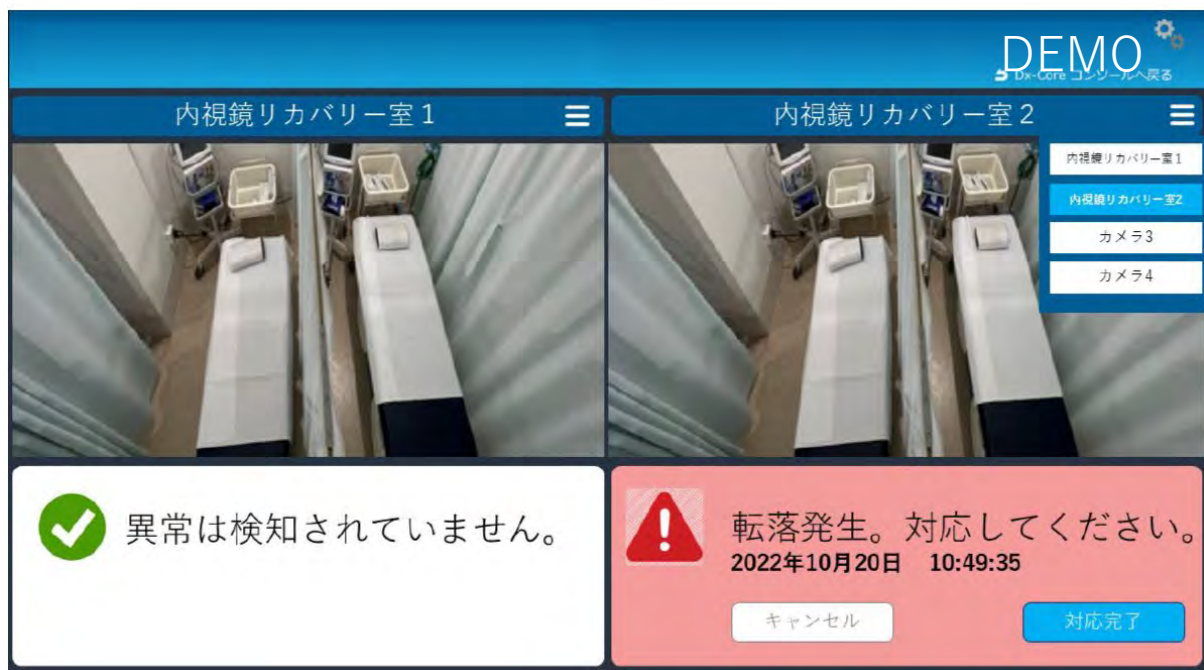 DEMO
Dx-Core コンソールへ戻る
内視鏡リカバリー室1
内視鏡リカバリー室2
内視鏡リカバリー室1
内視鏡リカバリー室2
カメラ3
カメラ4
異常は検知されていません。
転落発生。対応してください。
2022年10月20日 10:49:35
キャンセル
対応完了